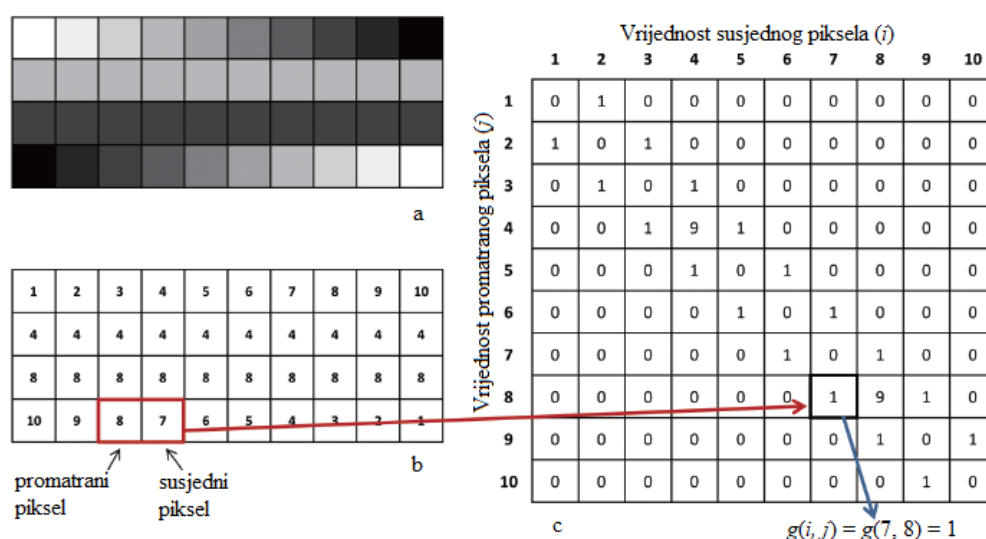 a
1 2 3 4 5 6 7 8 9 10
4 4 4 4 4 4 4 4 4 4
8 8 8 8 8 8 8 8 8 8
10 9 8 7 6 5 4 3 2 1
promatrani
piksel
susjedni
piksel
b
Vrijednost susjednog piksela (i)
1 2 3 4 5 6 7 8 9 10
Vrijednost promatranog piksela (j)
1 0 1 0 0 0 0 0 0 0 0
2 1 0 1 0 0 0 0 0 0 0
3 0 1 0 1 0 0 0 0 0 0
4 0 0 1 9 1 0 0 0 0 0
5 0 0 0 1 0 1 0 0 0 0
6 0 0 0 0 1 0 1 0 0 0
7 0 0 0 0 0 1 0 1 0 0
8 0 0 0 0 0 0 1 9 1 0
9 0 0 0 0 0 0 0 1 0 1
10 0 0 0 0 0 0 0 0 1 0
c
g(i, j) = g(7, 8) = 1